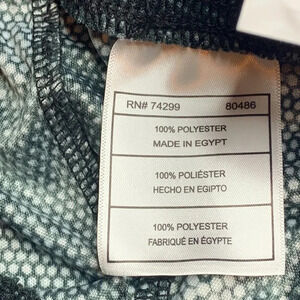 RN# 74299 80486
100% POLYESTER
MADE IN EGYPT
100% POLIÉSTER
HECHO EN EGIPTO
100% POLYESTER
FABRIQUÉ EN ÉGYPTE